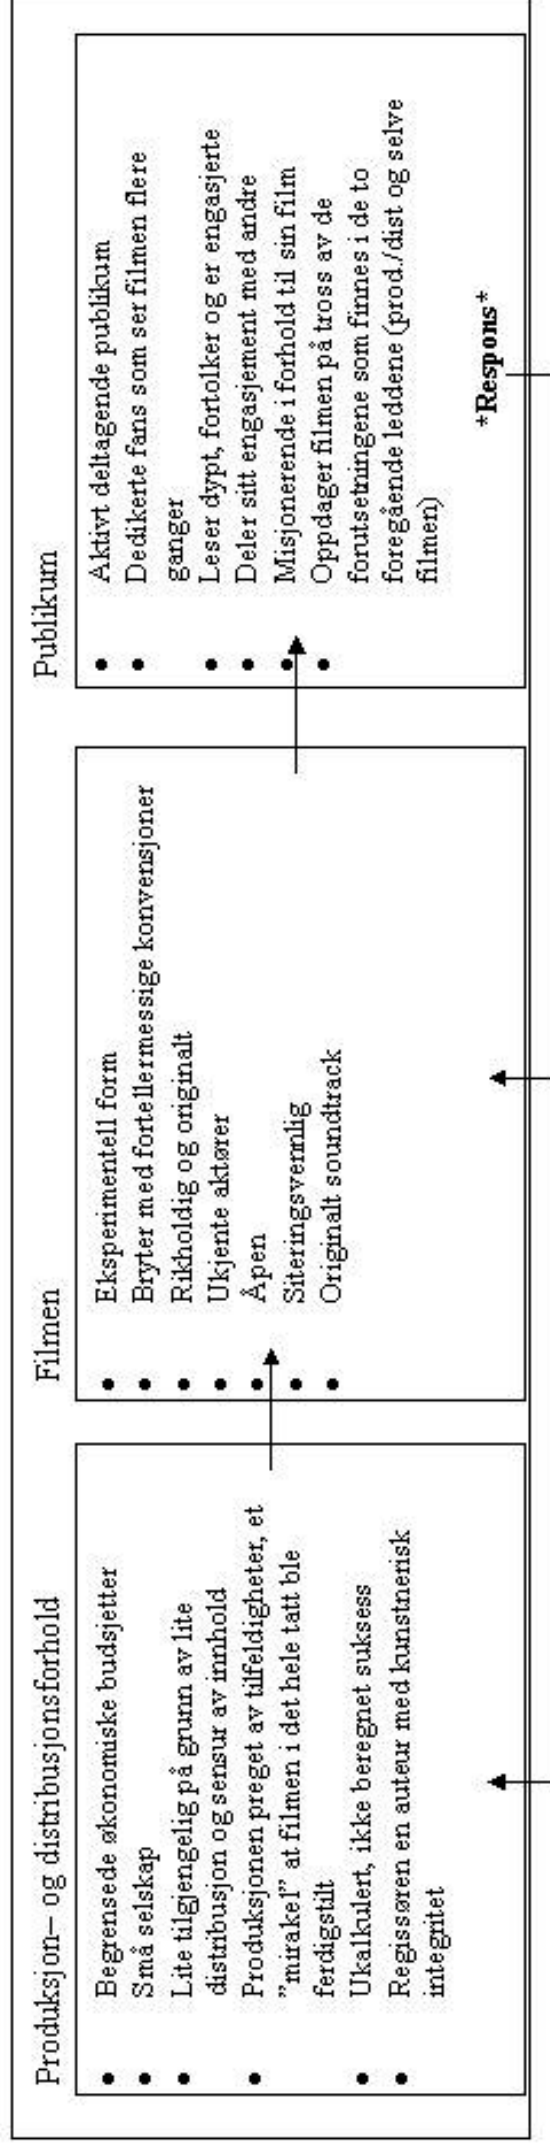 Produksjon– og distribusjonsforhold
Begrensede økonomiske budsjetter
Små selskap
Lite tilgjengelig på grunn av lite
distribusjon og sensur av innhold
Produksjonen preget av tilfeldigheter, et
”mirakel” at filmen i det hele tatt ble
ferdigstilt
Ukalkulert, ikke beregnet suksess
Regissøren en auteur med kunstnerisk
integritet
Filmen
Eksperimentell form
Bryter med fortellermessige konvensjoner
Rikholdig og originalt
Ukjente aktører
Åpen
Siteringsvennlig
Originalt soundtrack
Publikum
Aktivt deltagende publikum
Dedikerte fans som ser filmen flere
ganger
Leser dypt, fortolker og er engasjerte
Deler sitt engasjement med andre
Misjonerende i forhold til sin film
Oppdager filmen på tross av de
forutsetningene som finnes i de to
foregående leddene (prod./dist og selve
filmen)
*Respons*